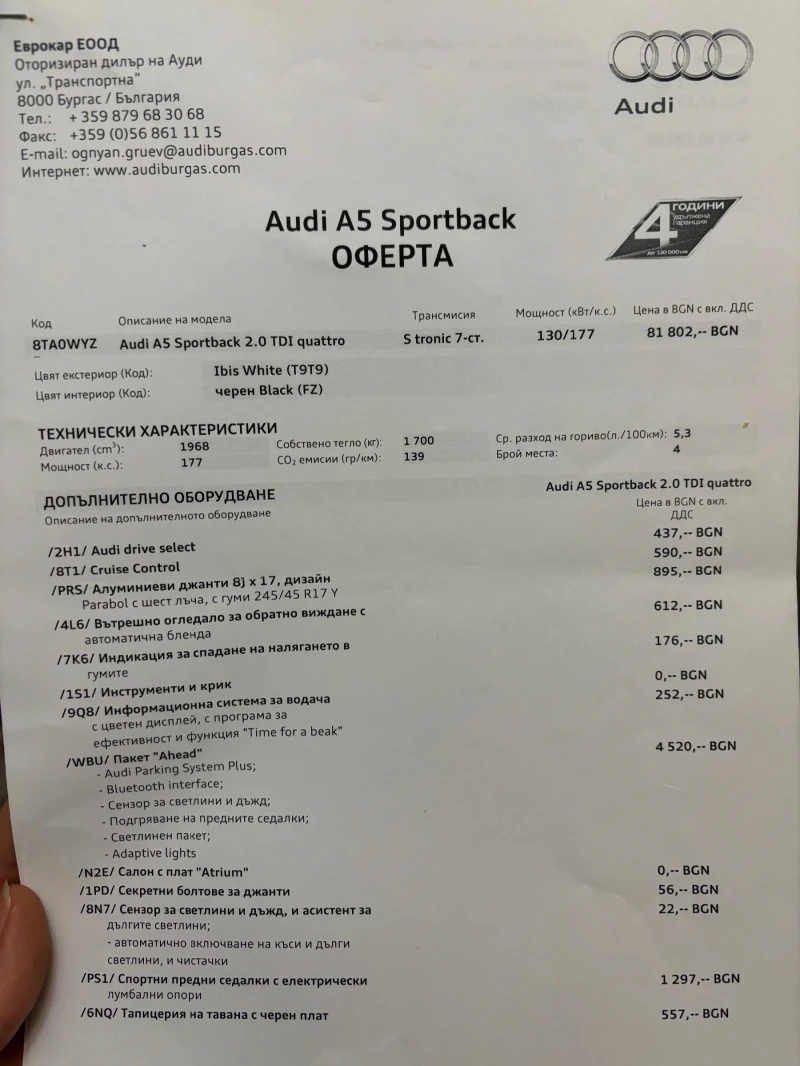 Еврокар ЕООД
Оторизиран дилър на Ауди
ул. „Транспортна”
8000 Бургас / България
Тел.: + 359 879 68 30 68
Факс: +359 (0)56 861 11 15
E-mail: ognyan.gruev@audiburgas.com
Интернет: www.audiburgas.com
Audi
Audi A5 Sportback
ОФЕРТА
4 ГОДИНИ
удължена
гаранция
до 120 000 км
Код Описание на модела Трансмисия Мощност (кВт/к.с.) Цена в BGN с вкл. ДДС
8TA0WYZ Audi A5 Sportback 2.0 TDI quattro S tronic 7-ст. 130/177 81 802,-- BGN
Цвят екстериор (Код): Ibis White (T9T9)
Цвят интериор (Код): черен Black (FZ)
ТЕХНИЧЕСКИ ХАРАКТЕРИСТИКИ
Двигател (cm³): 1968 Собствено тегло (кг): 1 700 Ср. разход на гориво(л./100км): 5,3
Мощност (к.с.): 177 CO₂ емисии (гр/км): 139 Брой места: 4
ДОПЪЛНИТЕЛНО ОБОРУДВАНЕ Audi A5 Sportback 2.0 TDI quattro
Описание на допълнителното оборудване Цена в BGN с вкл.
ДДС
/2H1/ Audi drive select 437,-- BGN
/8T1/ Cruise Control 590,-- BGN
/PRS/ Алуминиеви джанти 8j x 17, дизайн 895,-- BGN
Parabol с шест лъча, с гуми 245/45 R17 Y
/4L6/ Вътрешно огледало за обратно виждане с 612,-- BGN
автоматична бленда
/7K6/ Индикация за спадане на налягането в 176,-- BGN
гумите
/1S1/ Инструменти и крик 0,-- BGN
/9Q8/ Информационна система за водача 252,-- BGN
с цветен дисплей, с програма за
ефективност и функция "Time for a beak"
/WBU/ Пакет "Ahead" 4 520,-- BGN
- Audi Parking System Plus;
- Bluetooth interface;
- Сензор за светлини и дъжд;
- Подгряване на предните седалки;
- Светлинен пакет;
- Adaptive lights
/N2E/ Салон с плат "Atrium" 0,-- BGN
/1PD/ Секретни болтове за джанти 56,-- BGN
/8N7/ Сензор за светлини и дъжд, и асистент за 22,-- BGN
дългите светлини;
- автоматично включване на къси и дълги
светлини, и чистачки
/PS1/ Спортни предни седалки с електрически 1 297,-- BGN
лумбални опори
/6NQ/ Тапицерия на тавана с черен плат 557,-- BGN